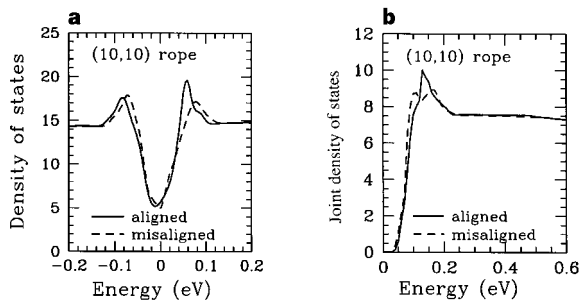 a
(10,10) rope
Density of states
25
20
15
10
5
0
aligned
misaligned
-0.2 -0.1 0 0.1 0.2
Energy (eV)
b
(10,10) rope
Joint density of states
12
10
8
6
4
2
0
aligned
misaligned
0 0.2 0.4 0.6
Energy (eV)